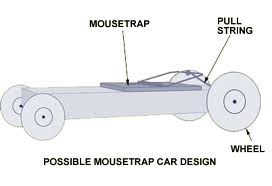 MOUSETRAP
PULL
STRING
WHEEL
POSSIBLE MOUSETRAP CAR DESIGN